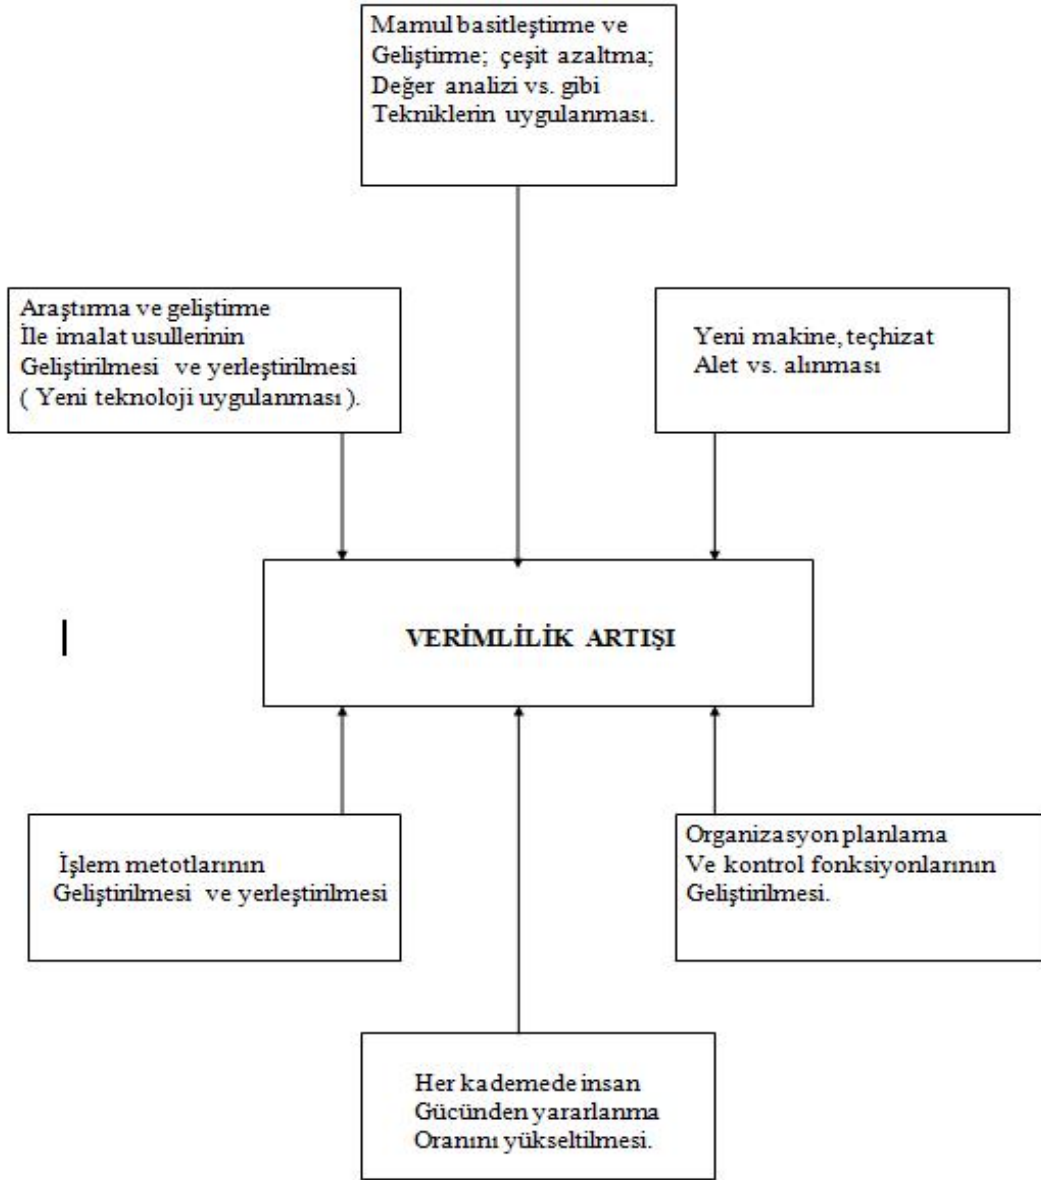 Mamul basitleştirme ve
Geliştirme; çeşit azaltma;
Değer analizi vs. gibi
Tekniklerin uygulanması.
Araştırma ve geliştirme
İle imalat usullerinin
Geliştirilmesi ve yerleştirilmesi
( Yeni teknoloji uygulanması ).
Yeni makine, teçhizat
Alet vs. alınması
VERİMLİLİK ARTIŞI
İşlem metotlarının
Geliştirilmesi ve yerleştirilmesi
Organizasyon planlama
Ve kontrol fonksiyonlarının
Geliştirilmesi.
Her kademede insan
Gücünden yararlanma
Oranını yükseltilmesi.